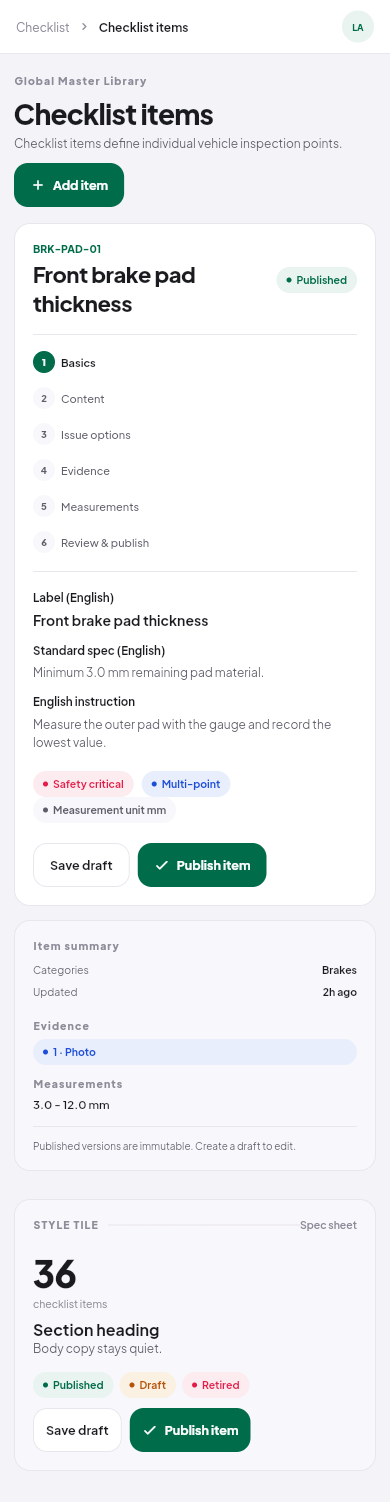 Checklist > Checklist items
LA
Global Master Library
Checklist items
Checklist items define individual vehicle inspection points.
+ Add item
BRK-PAD-01
Front brake pad
thickness
Published
1 Basics
2 Content
3 Issue options
4 Evidence
5 Measurements
6 Review & publish
Label (English)
Front brake pad thickness
Standard spec (English)
Minimum 3.0 mm remaining pad material.
English instruction
Measure the outer pad with the gauge and record the
lowest value.
Safety critical
Multi-point
Measurement unit mm
Save draft
Publish item
Item summary
Categories Brakes
Updated 2h ago
Evidence
1 · Photo
Measurements
3.0 – 12.0 mm
Published versions are immutable. Create a draft to edit.
STYLE TILE
Spec sheet
36
checklist items
Section heading
Body copy stays quiet.
Published
Draft
Retired
Save draft
Publish item